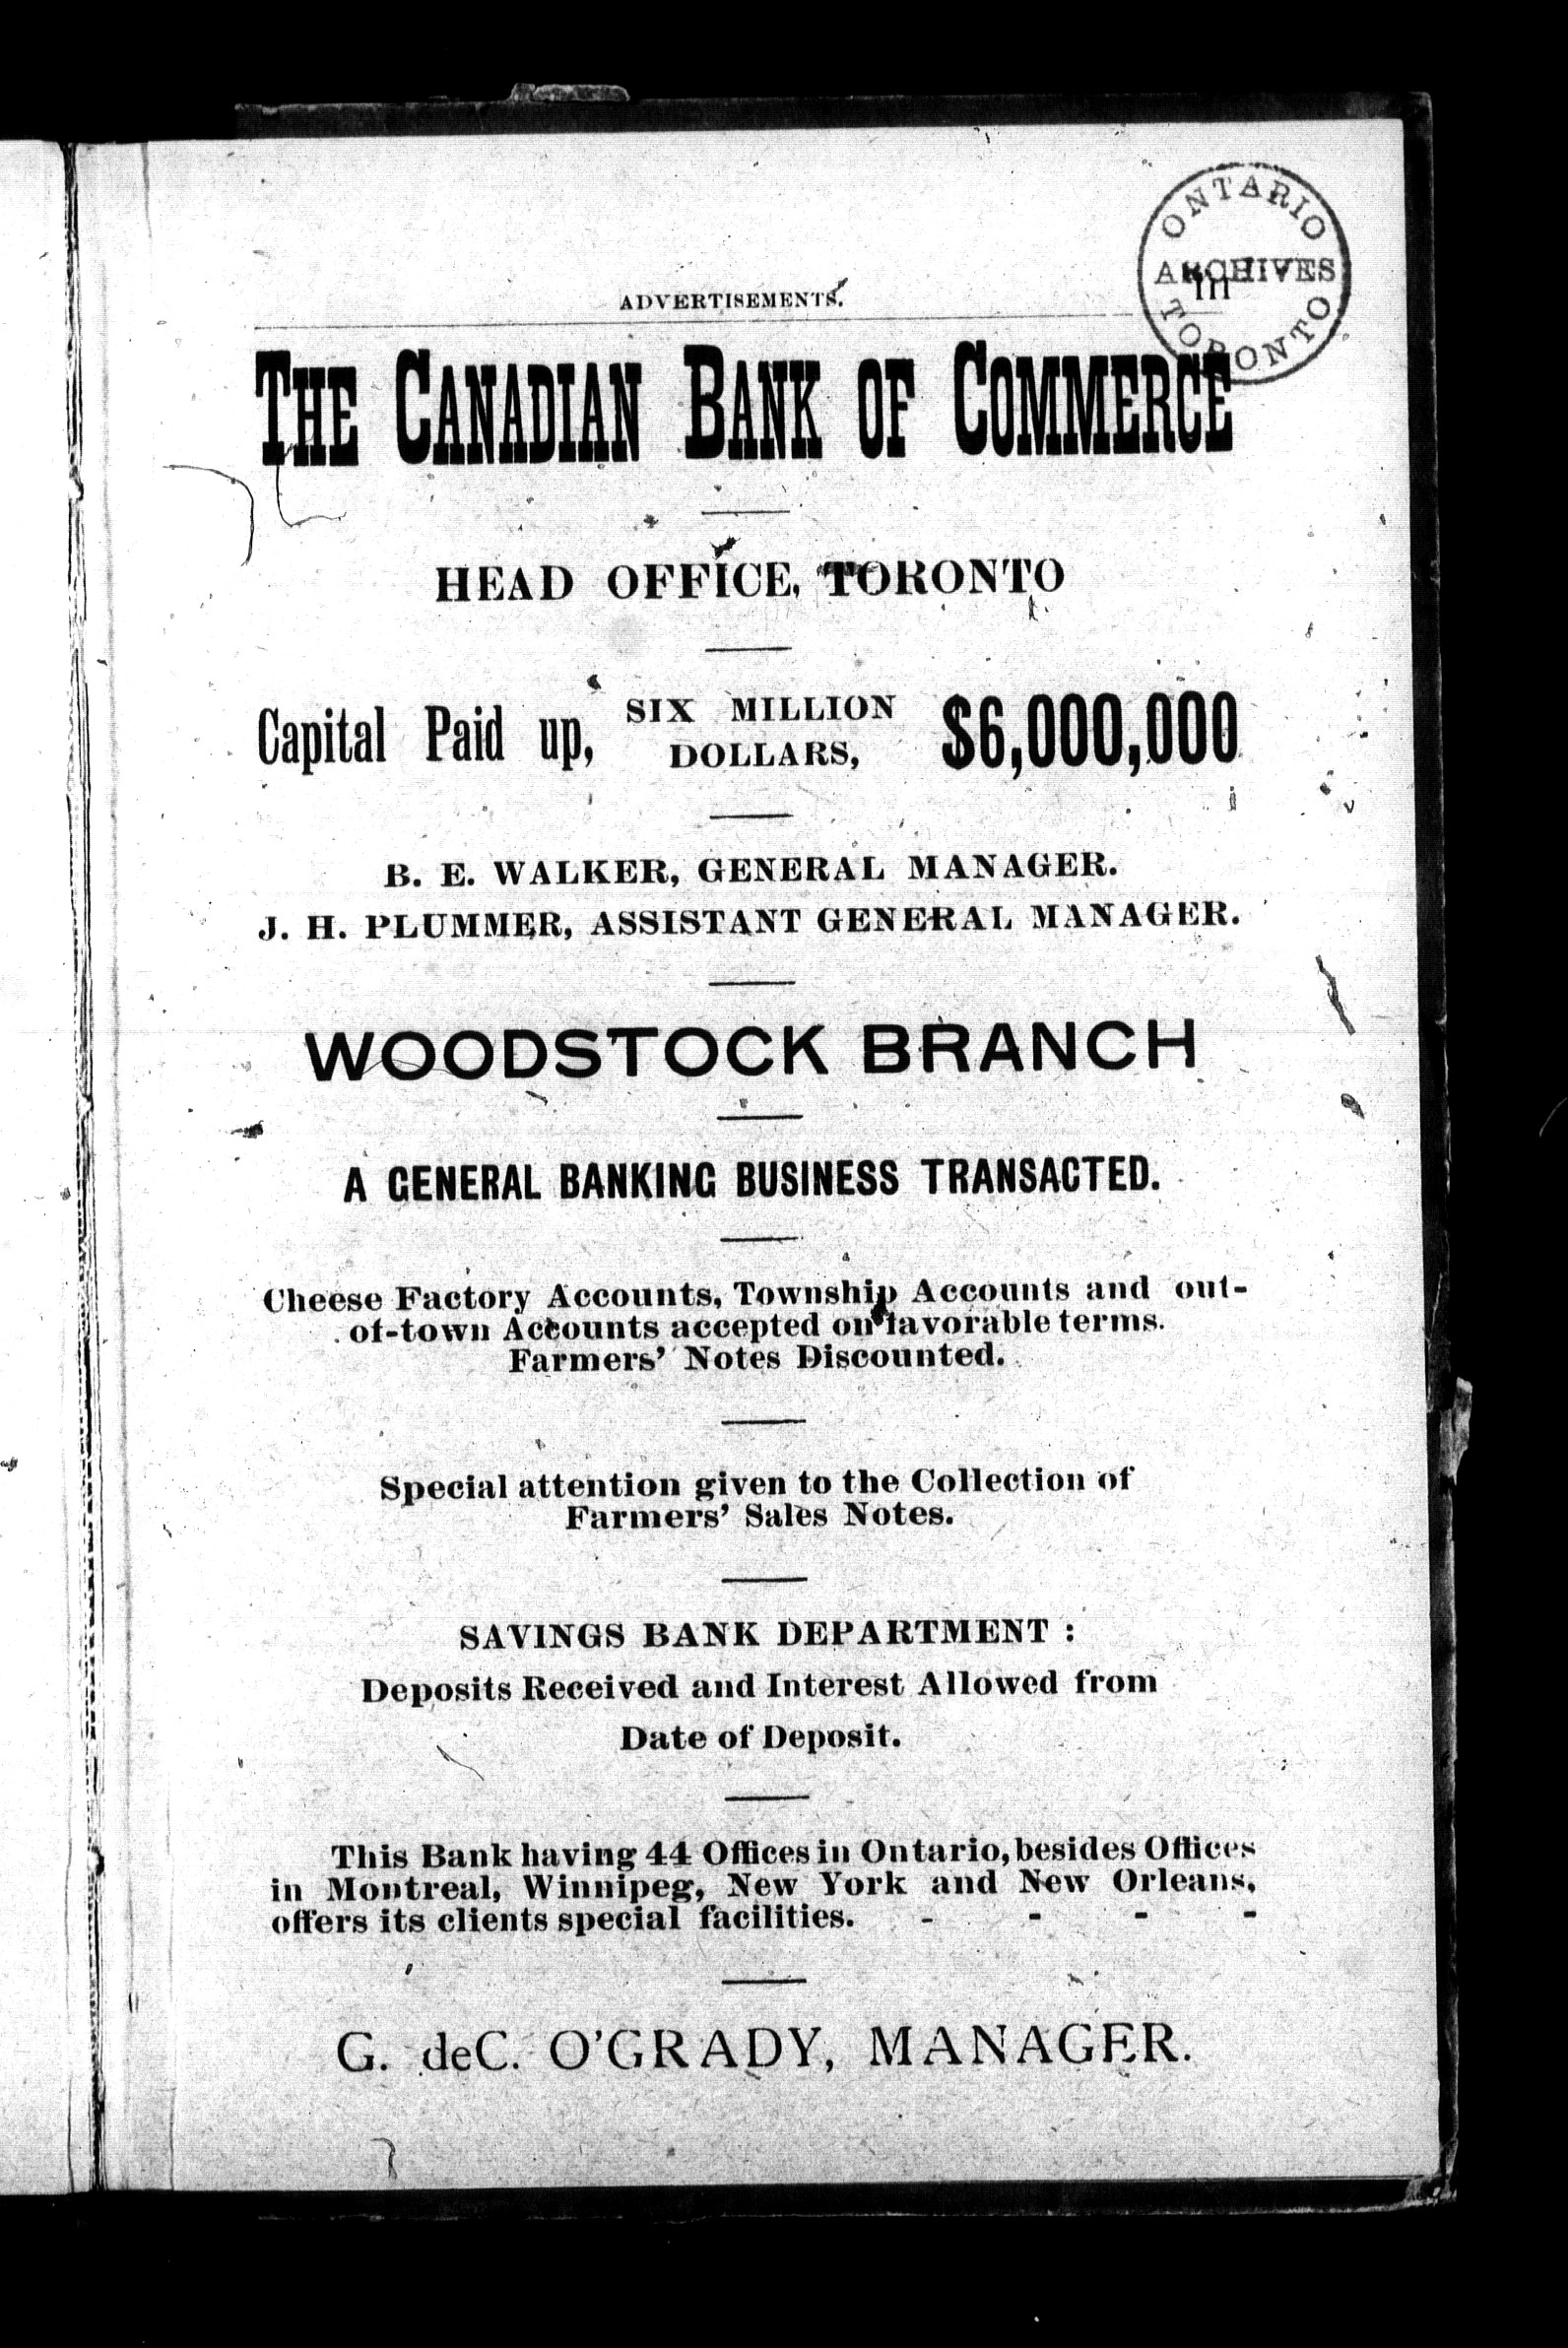 ONTARIO
ARCHIVES
TORONTO
ADVERTISEMENTS. III
THE CANADIAN BANK OF COMMERCE
HEAD OFFICE, TORONTO
Capital Paid up, SIX MILLION DOLLARS, $6,000,000
B. E. WALKER, GENERAL MANAGER.
J. H. PLUMMER, ASSISTANT GENERAL MANAGER.
WOODSTOCK BRANCH
A GENERAL BANKING BUSINESS TRANSACTED.
Cheese Factory Accounts, Township Accounts and out-
of-town Accounts accepted on favorable terms.
Farmers' Notes Discounted.
Special attention given to the Collection of
Farmers' Sales Notes.
SAVINGS BANK DEPARTMENT :
Deposits Received and Interest Allowed from
Date of Deposit.
This Bank having 44 Offices in Ontario, besides Offices
in Montreal, Winnipeg, New York and New Orleans,
offers its clients special facilities. - - - -
G. deC. O'GRADY, MANAGER.